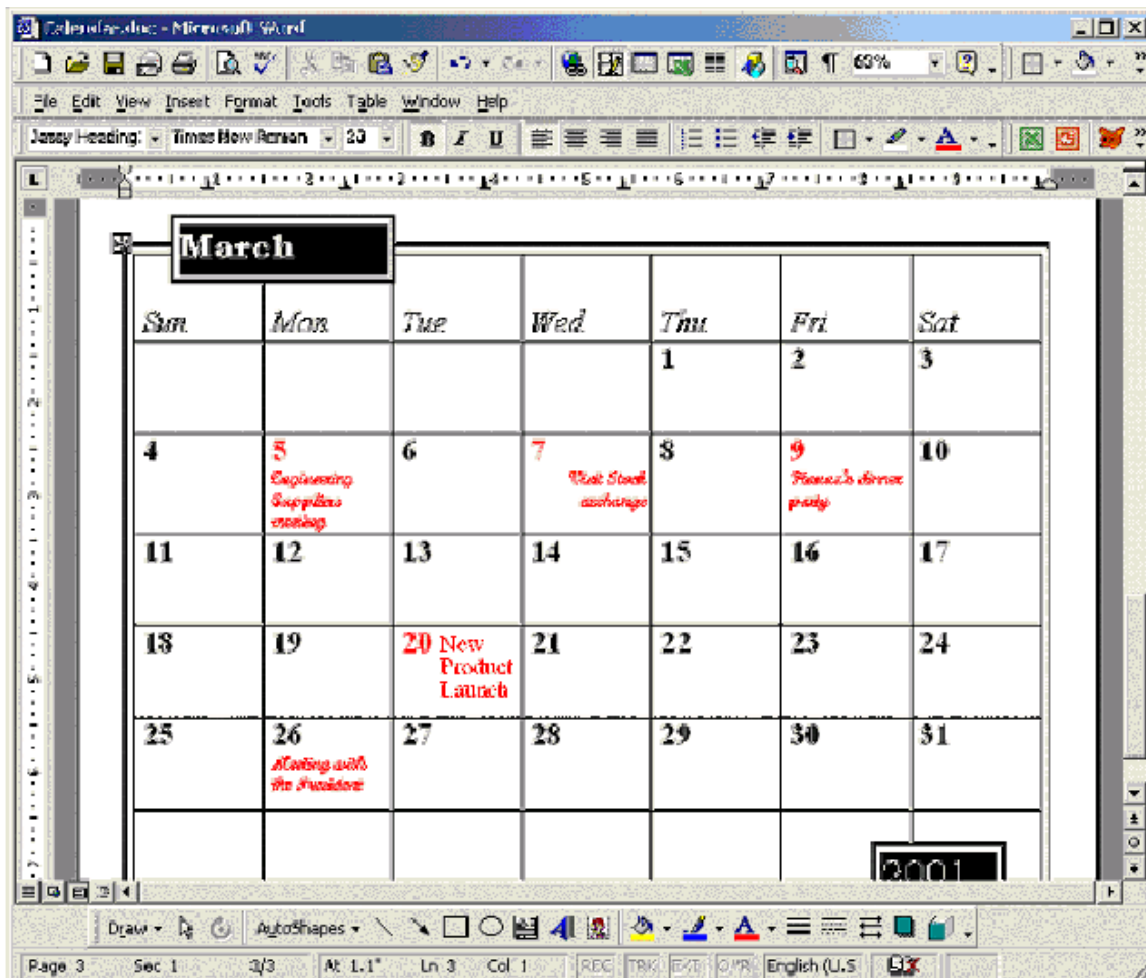 Calendar.doc - Microsoft Word
63%
File Edit View Insert Format Tools Table Window Help
Jassy Heading Times New Roman 20 B I U
March
Sun Mon Tue Wed Thu Fri Sat
1 2 3
4 5 6 7 8 9 10
Engineering Visit Stock dinner
Suppliers exchange party
meeting
11 12 13 14 15 16 17
18 19 20 New 21 22 23 24
Product
Launch
25 26 27 28 29 30 31
Meeting with
the President
2001
Draw AutoShapes
Page 3 Sec 1 3/3 At 1.1" Ln 3 Col 1 REC TRK EXT OVR English (U.S